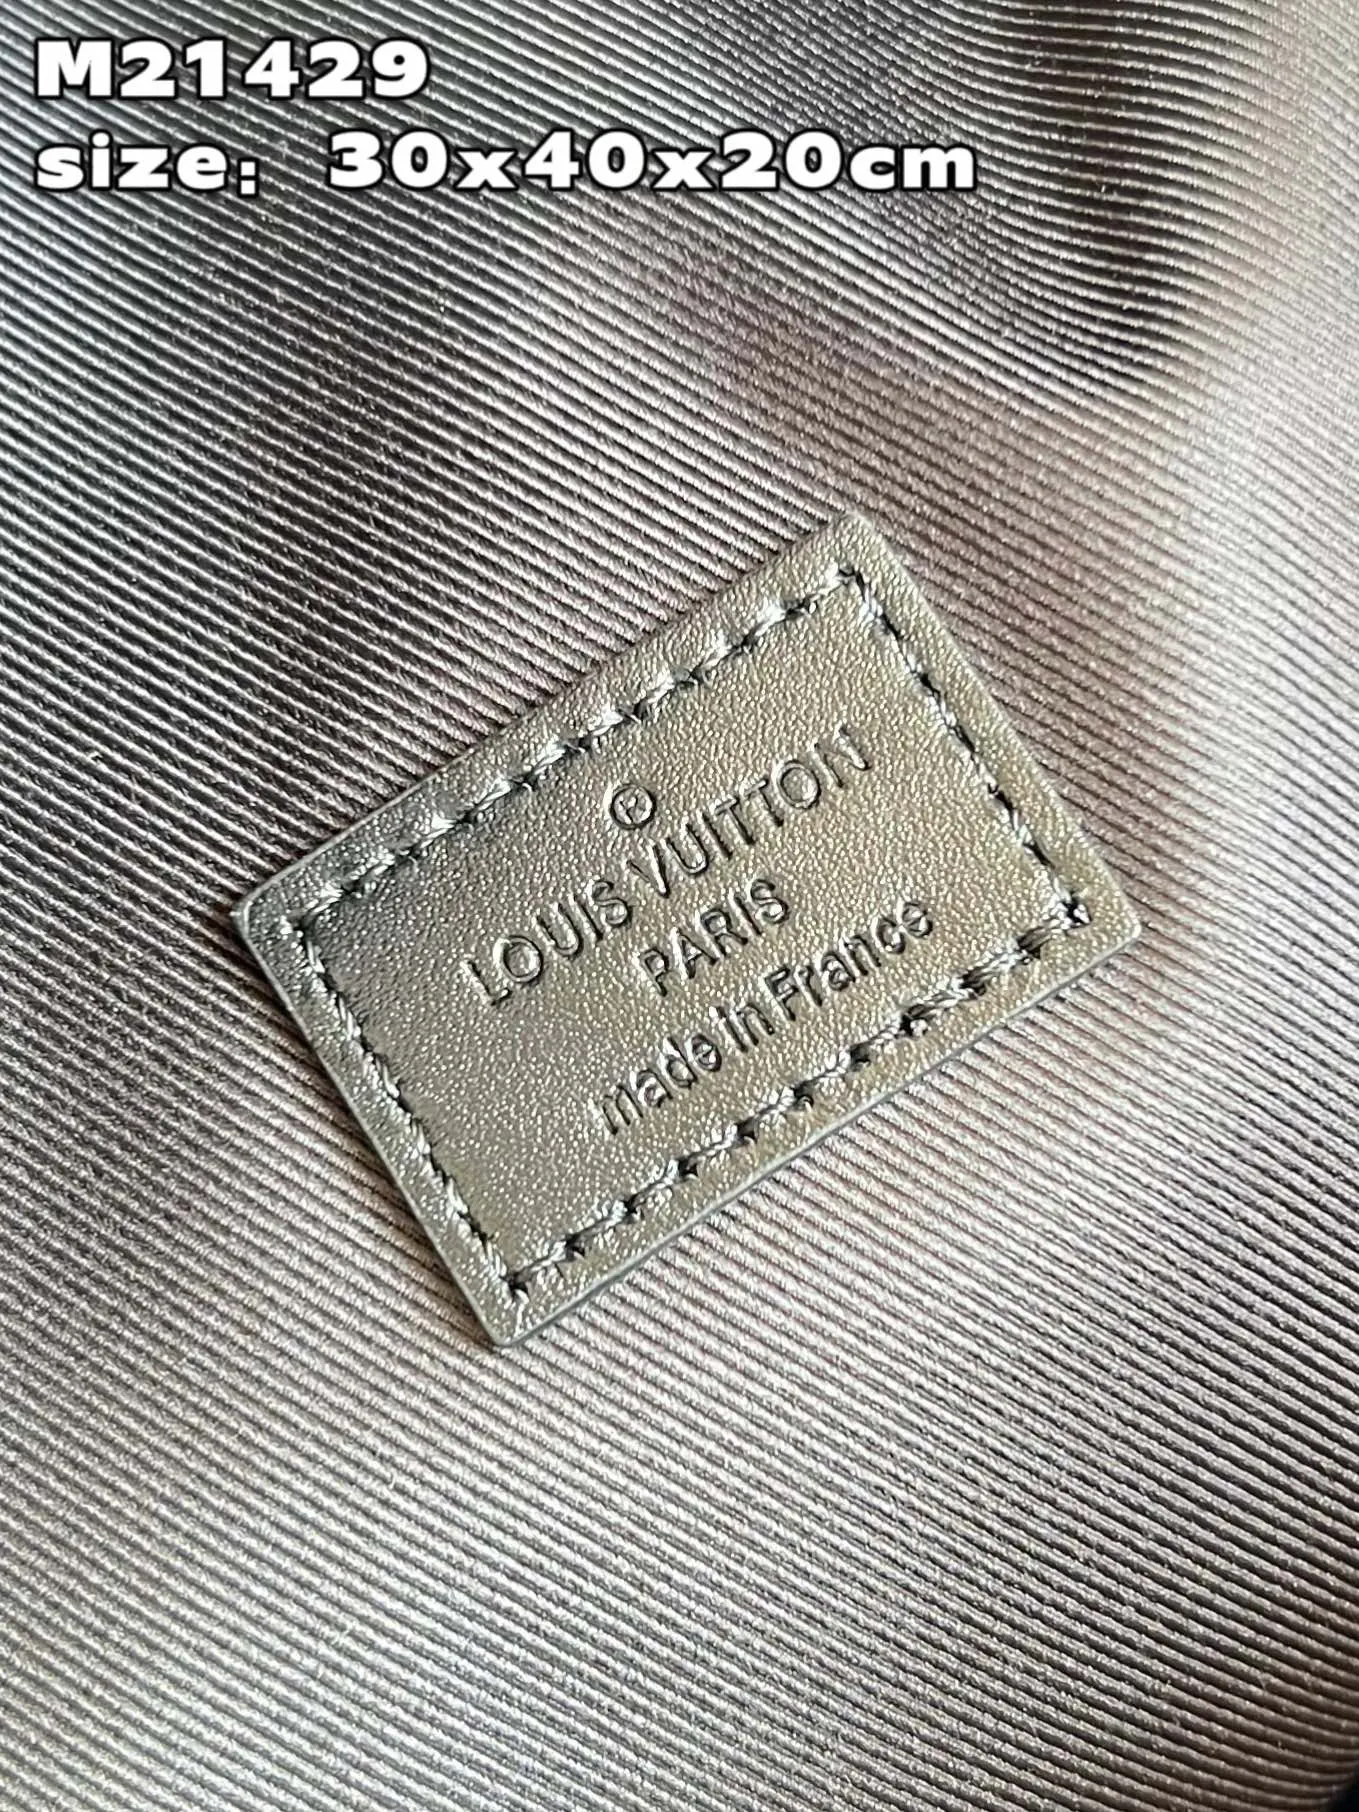 M21429
size：30x40x20cm
®
LOUIS VUITTON
PARIS
made in France